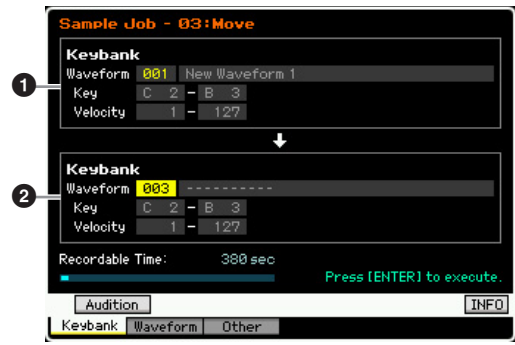 Sample Job - 03:Move
1
Keybank
Waveform 001 New Waveform 1
Key C 2 - B 3
Velocity 1 - 127
2
Keybank
Waveform 003 ----------
Key C 2 - B 3
Velocity 1 - 127
Recordable Time: 380 sec
Press [ENTER] to execute.
Audition INFO
Keybank Waveform Other